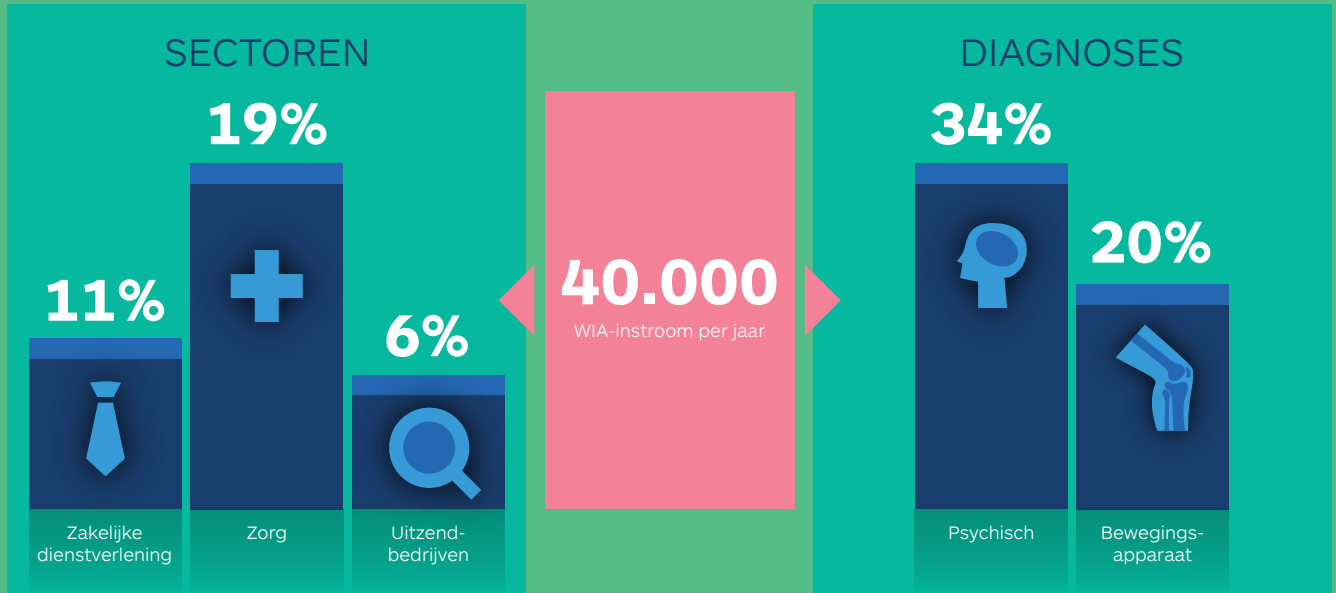 SECTOREN
11%
19%
6%
Zakelijke
dienstverlening
Zorg
Uitzend-
bedrijven
40.000
WIA-instroom per jaar
DIAGNOSES
34%
20%
Psychisch
Bewegings-
apparaat